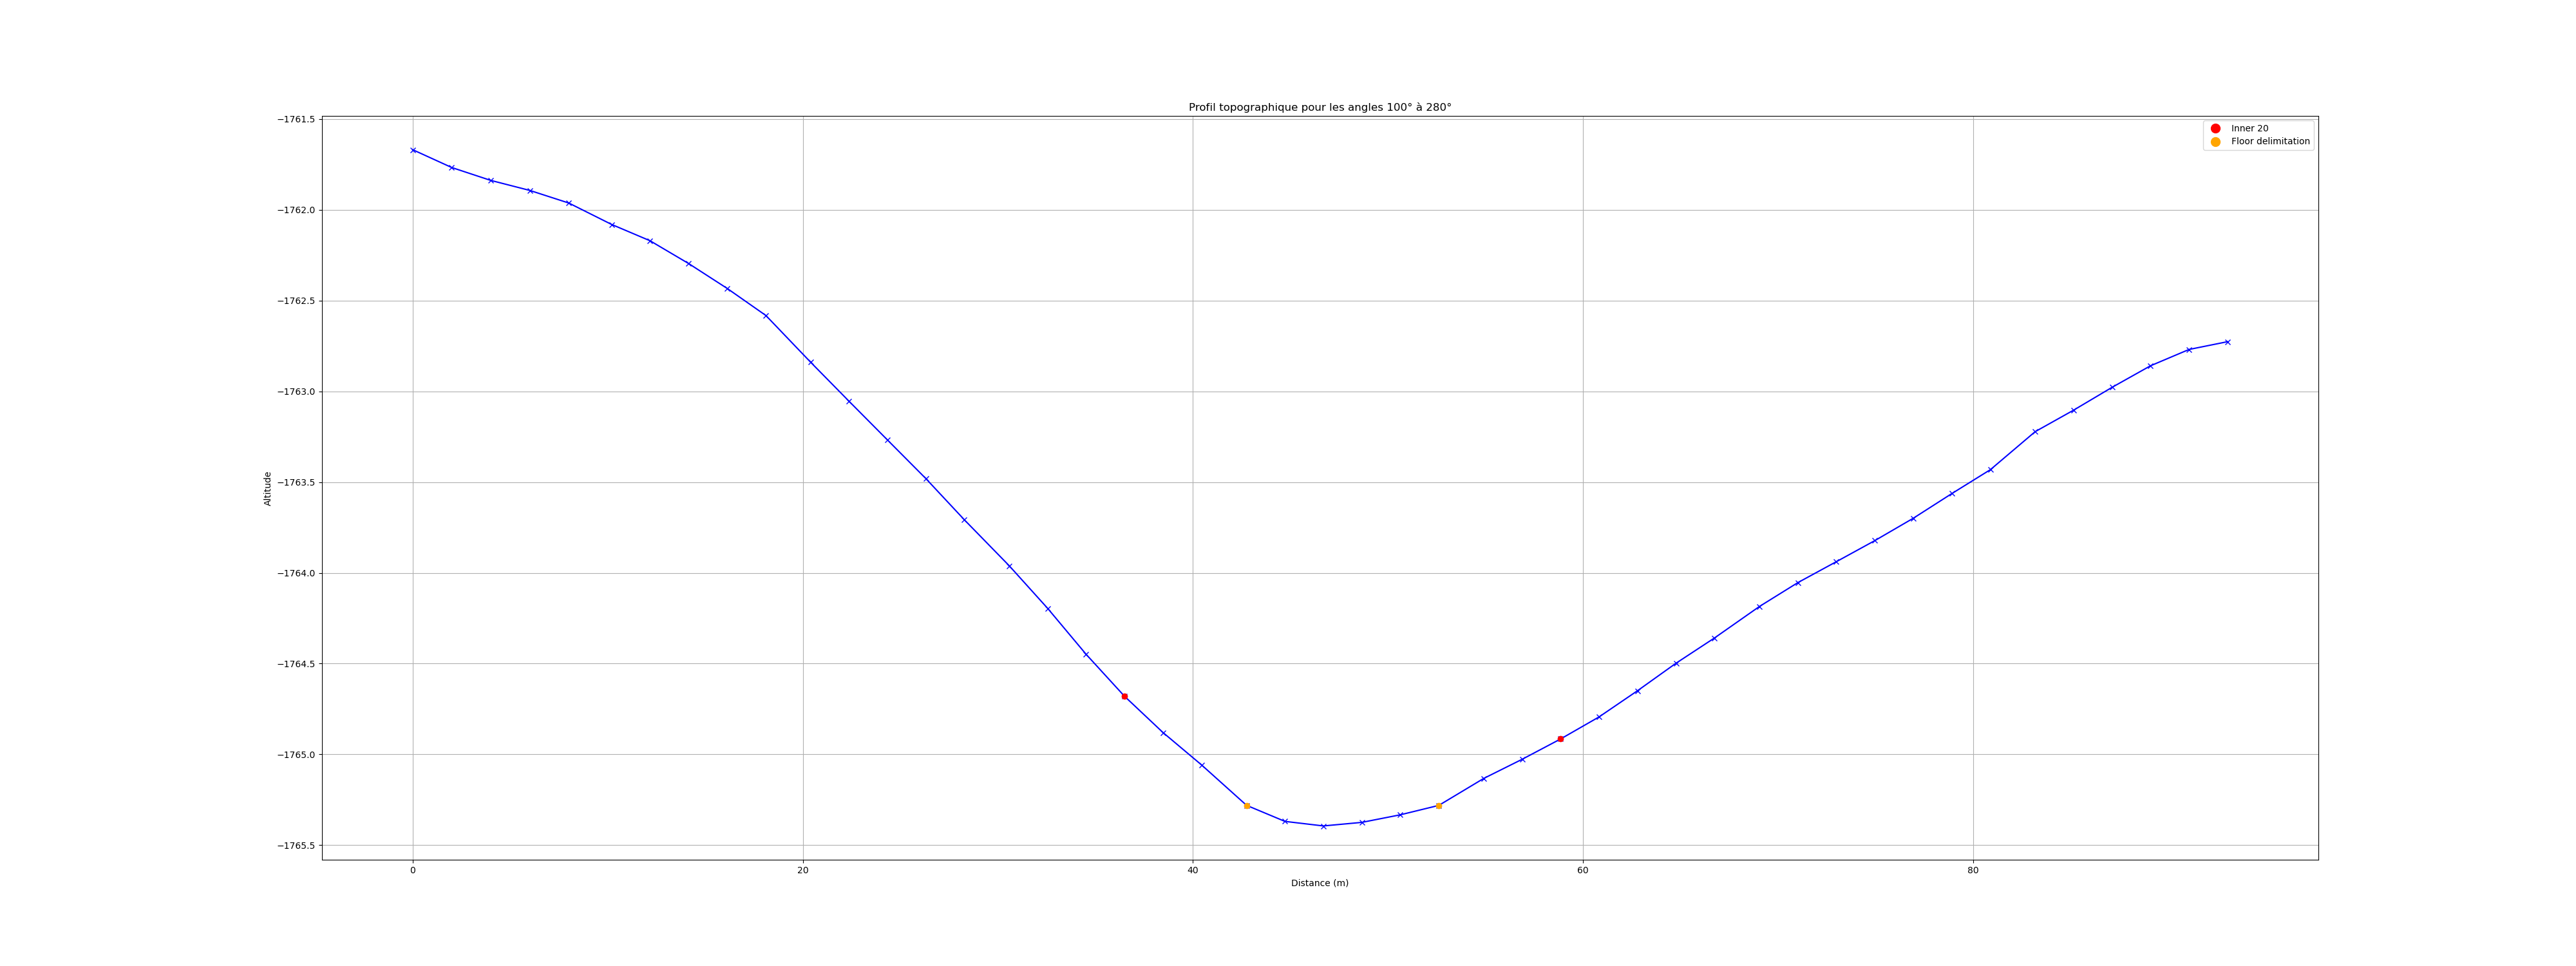 Profil topographique pour les angles 100° à 280°
Inner 20
Floor delimitation
−1761.5
−1762.0
−1762.5
−1763.0
−1763.5
−1764.0
−1764.5
−1765.0
−1765.5
Altitude
0 20 40 60 80
Distance (m)